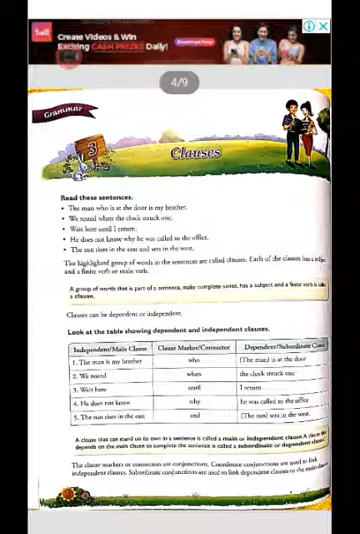 Create Videos & Win
Exciting CASH PRIZES Daily!
Download Now
4/9
Grammar
3
Clauses
Read these sentences.
• The man who is at the door is my brother.
• We rested when the clock struck one.
• Wait here until I return.
• He does not know why he was called to the office.
• The sun rises in the east and sets in the west.
The highlighted group of words in the sentences are called clauses. Each of the clauses has a
and a finite verb or main verb.
A group of words that is part of a sentence, make complete sense, has a subject and a finite verb is
a clause.
Clauses can be dependent or independent.
Look at the table showing dependent and independent clauses.
Independent/Main Clause Clause Marker/Connector Dependent/Subordinate Clause
1. The man is my brother who (The man) is at the door
2. We rested when the clock struck one
3. Wait here until I return
4. He does not know why he was called to the office
5. The sun rises in the east and (The sun) sets in the west.
A clause that can stand on its own in a sentence is called a main or independent clause. A clause
depends on the main clause to complete the sentence is called a subordinate or dependent clause.
The clause markers or connectors are conjunctions. Coordinate conjunctions are used to link
independent clauses. Subordinate conjunctions are used to link dependent clauses to the main